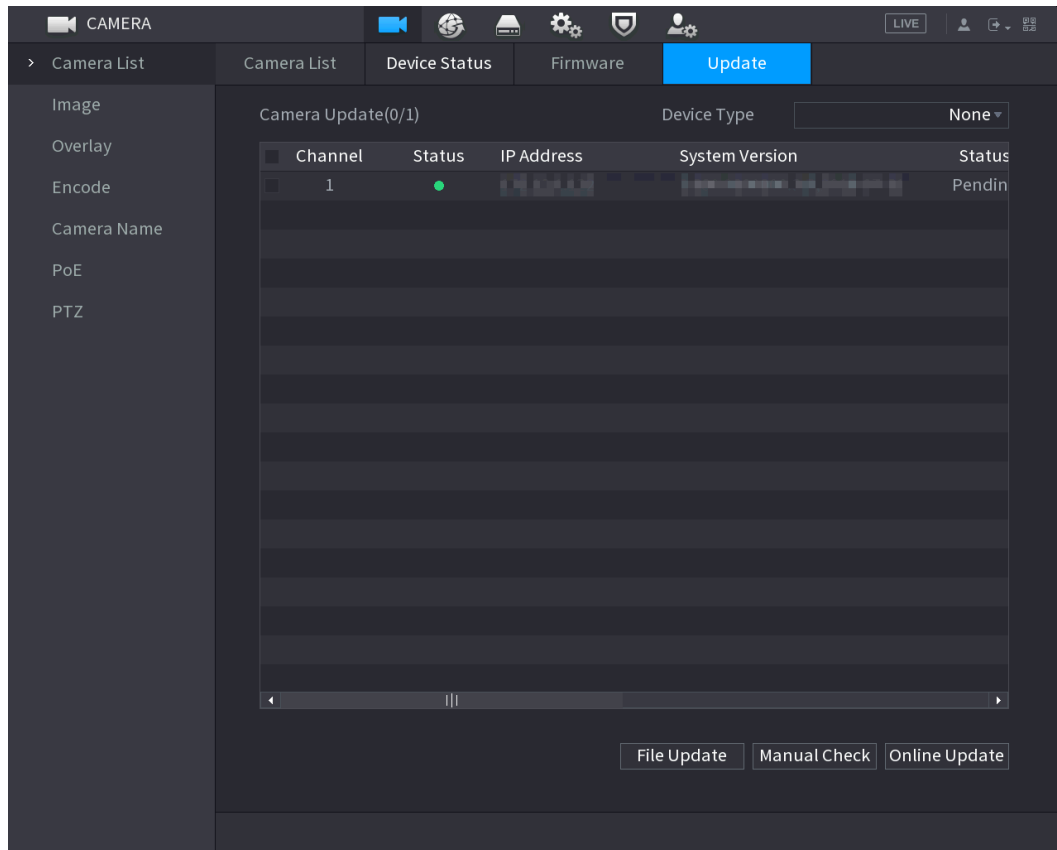 CAMERA LIVE
Camera List Camera List Device Status Firmware Update
Image
Camera Update(0/1) Device Type None
Overlay
Channel Status IP Address System Version Status
Encode
1 Pendin
Camera Name
PoE
PTZ
File Update Manual Check Online Update